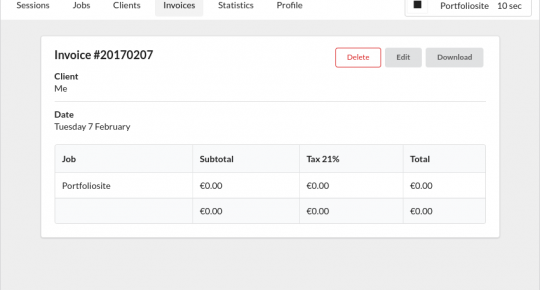 Sessions Jobs Clients Invoices Statistics Profile Portfoliosite 10 sec
Invoice #20170207 Delete Edit Download
Client
Me
Date
Tuesday 7 February
Job Subtotal Tax 21% Total
Portfoliosite €0.00 €0.00 €0.00
€0.00 €0.00 €0.00